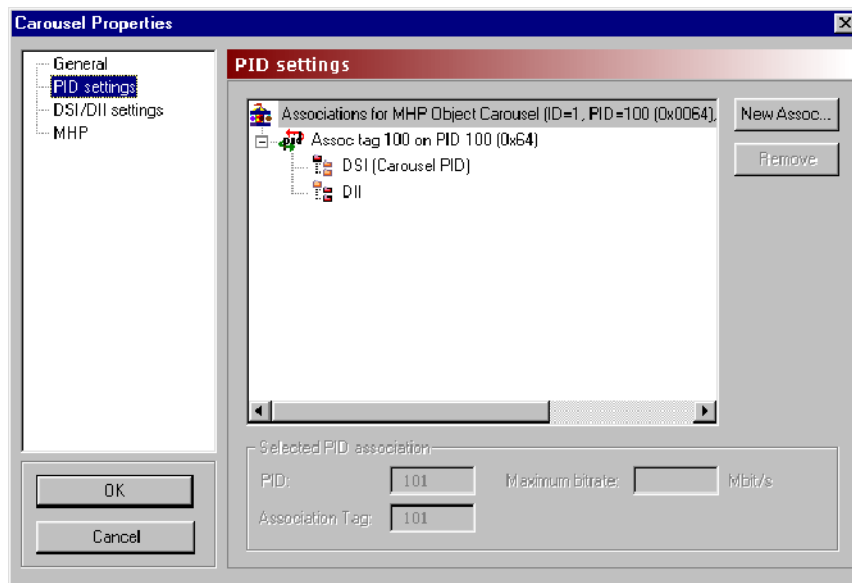 Carousel Properties
General
PID settings
DSI/DII settings
MHP
OK
Cancel
PID settings
Associations for MHP Object Carousel (ID=1, PID=100 (0x0064),
Assoc tag 100 on PID 100 (0x64)
DSI (Carousel PID)
DII
New Assoc...
Remove
Selected PID association
PID: 101 Maximum bitrate: Mbit/s
Association Tag: 101